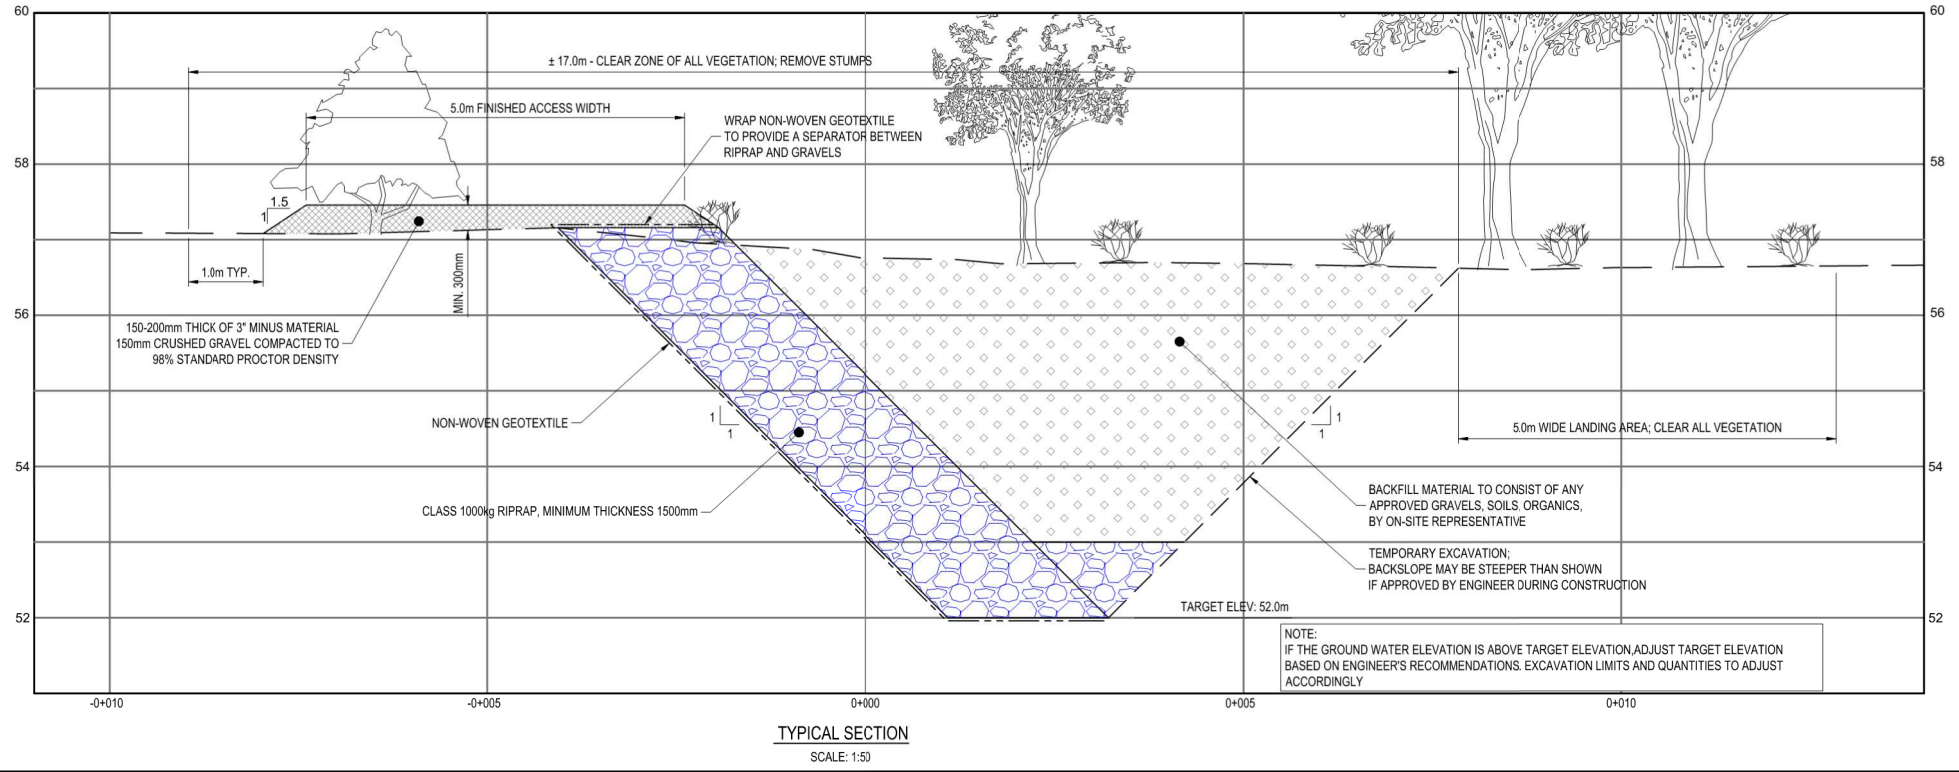 60
60
± 17.0m - CLEAR ZONE OF ALL VEGETATION; REMOVE STUMPS
5.0m FINISHED ACCESS WIDTH
WRAP NON-WOVEN GEOTEXTILE
TO PROVIDE A SEPARATOR BETWEEN
RIPRAP AND GRAVELS
58
58
1.5
1
1.0m TYP.
MIN. 300mm
56
56
150-200mm THICK OF 3" MINUS MATERIAL
150mm CRUSHED GRAVEL COMPACTED TO
98% STANDARD PROCTOR DENSITY
NON-WOVEN GEOTEXTILE
1
1
1
1
5.0m WIDE LANDING AREA; CLEAR ALL VEGETATION
54
54
CLASS 1000kg RIPRAP, MINIMUM THICKNESS 1500mm
BACKFILL MATERIAL TO CONSIST OF ANY
APPROVED GRAVELS, SOILS, ORGANICS,
BY ON-SITE REPRESENTATIVE
TEMPORARY EXCAVATION;
BACKSLOPE MAY BE STEEPER THAN SHOWN
IF APPROVED BY ENGINEER DURING CONSTRUCTION
TARGET ELEV: 52.0m
52
52
NOTE:
IF THE GROUND WATER ELEVATION IS ABOVE TARGET ELEVATION,ADJUST TARGET ELEVATION
BASED ON ENGINEER'S RECOMMENDATIONS. EXCAVATION LIMITS AND QUANTITIES TO ADJUST
ACCORDINGLY
-0+010
-0+005
0+000
0+005
0+010
TYPICAL SECTION
SCALE: 1:50